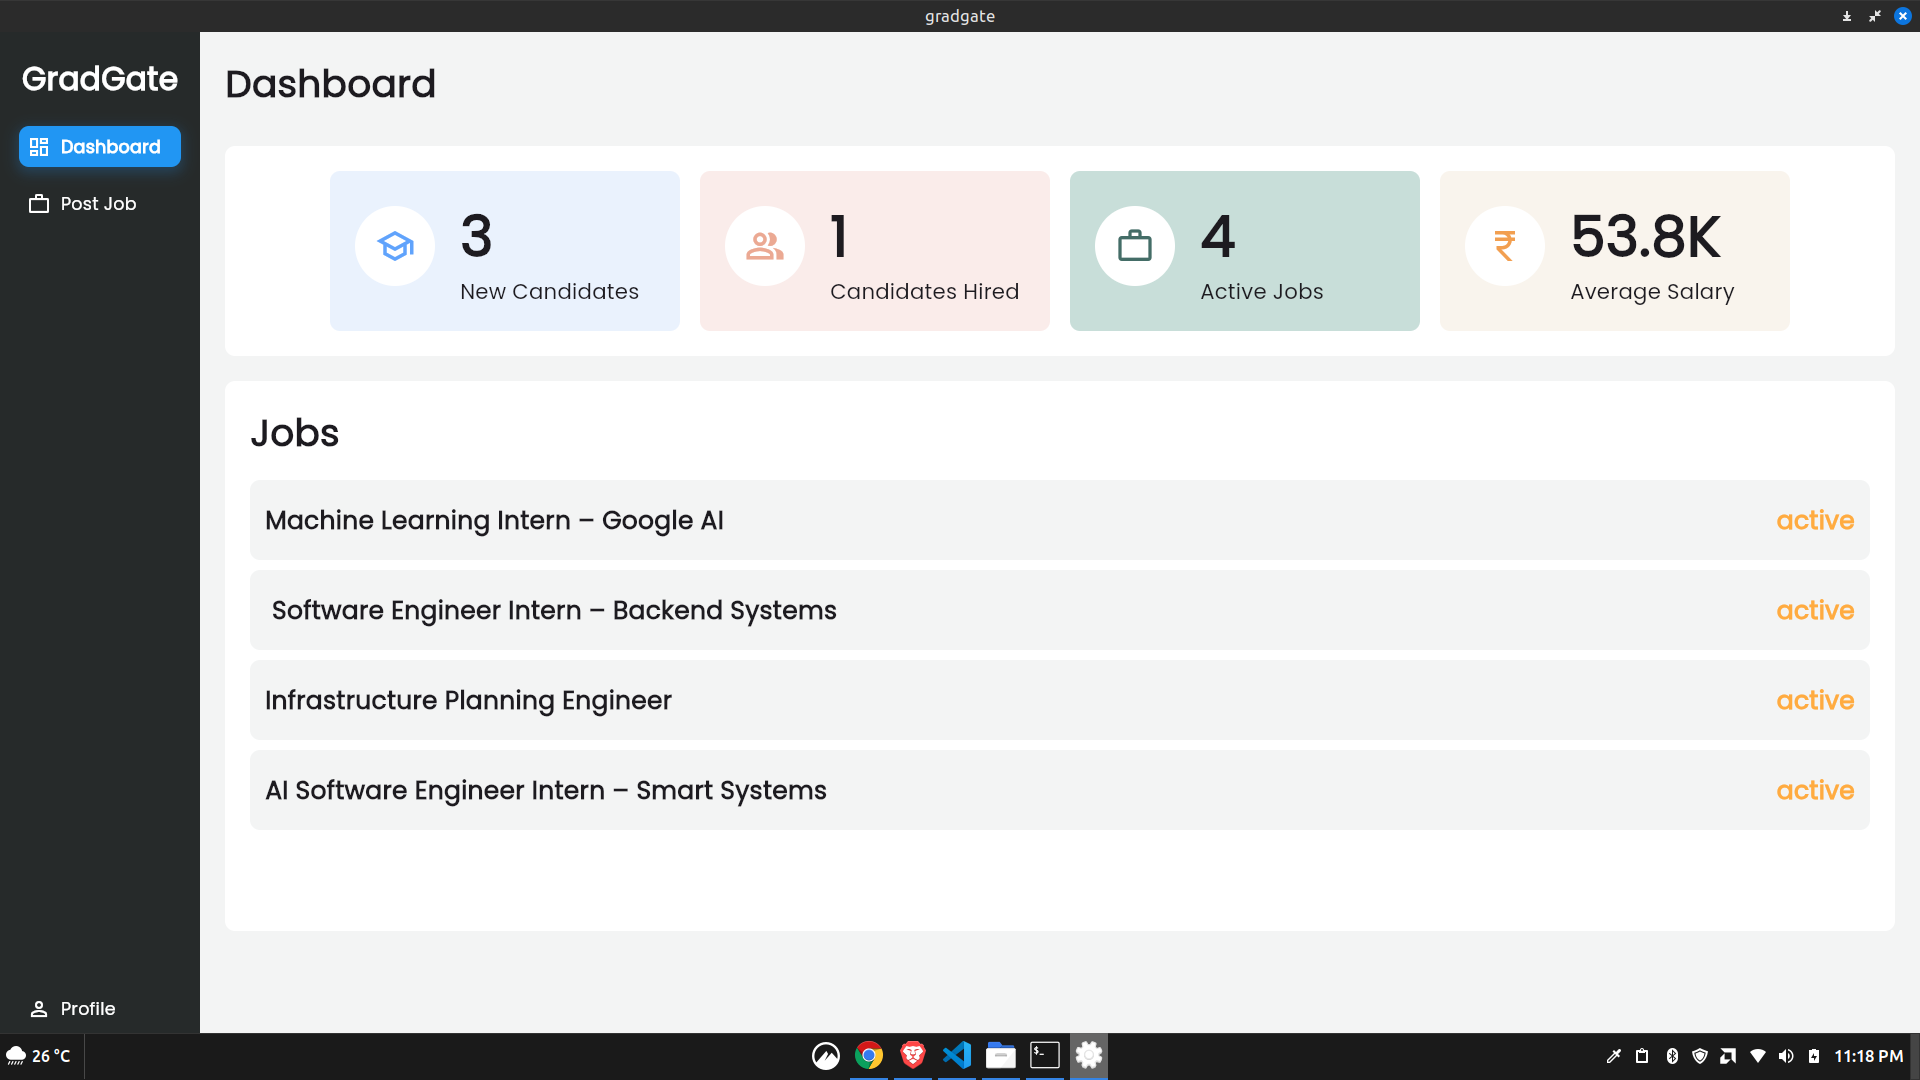 gradgate
GradGate
Dashboard
Post Job
Profile
Dashboard
3
New Candidates
1
Candidates Hired
4
Active Jobs
₹
53.8K
Average Salary
Jobs
Machine Learning Intern – Google AI
active
Software Engineer Intern – Backend Systems
active
Infrastructure Planning Engineer
active
AI Software Engineer Intern – Smart Systems
active
26 °C
$_
11:18 PM